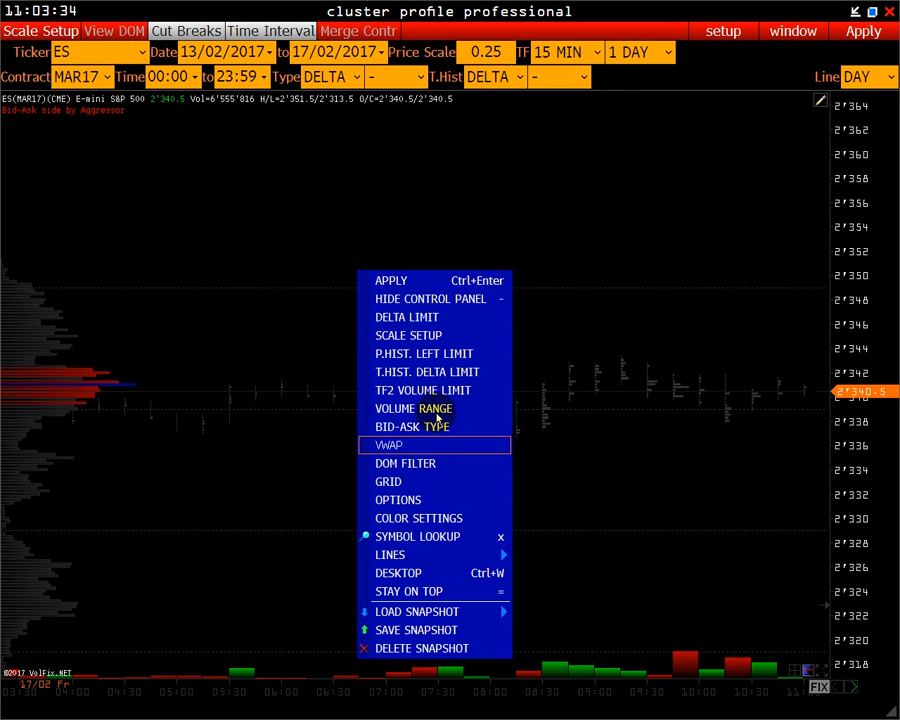 11:03:34 cluster profile professional
Scale Setup View DOM Cut Breaks Time Interval Merge Contr setup window Apply
Ticker ES Date 13/02/2017 to 17/02/2017 Price Scale 0.25 TF 15 MIN 1 DAY
Contract MAR17 Time 00:00 to 23:59 Type DELTA - T.Hist DELTA - Line DAY
ES(MAR17)(CME) E-mini S&P 500 2'340.5 Vol=6'555'816 H/L=2'351.5/2'313.5 O/C=2'340.5/2'340.5
Bid-Ask side by Aggressor
2'364
2'362
2'360
2'358
2'356
2'354
2'352
2'350
2'348
2'346
2'344
2'342
2'340.5
2'338
2'336
2'334
2'332
2'330
2'328
2'326
2'324
2'322
2'320
2'318
APPLY Ctrl+Enter
HIDE CONTROL PANEL -
DELTA LIMIT
SCALE SETUP
P.HIST. LEFT LIMIT
T.HIST. DELTA LIMIT
TF2 VOLUME LIMIT
VOLUME RANGE
BID-ASK TYPE
VWAP
DOM FILTER
GRID
OPTIONS
COLOR SETTINGS
SYMBOL LOOKUP x
LINES
DESKTOP Ctrl+W
STAY ON TOP =
LOAD SNAPSHOT
SAVE SNAPSHOT
DELETE SNAPSHOT
©2017 VolFix.NET
17/02 Fr
FIX
03:30 04:00 04:30 05:00 05:30 06:00 06:30 07:00 07:30 08:00 08:30 09:00 09:30 10:00 10:30